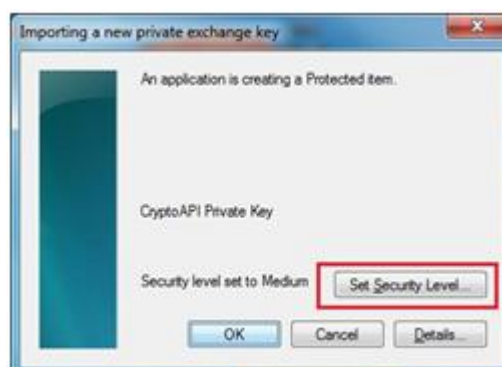 Importing a new private exchange key
An application is creating a Protected item.
CryptoAPI Private Key
Security level set to Medium
Set Security Level...
OK
Cancel
Details...